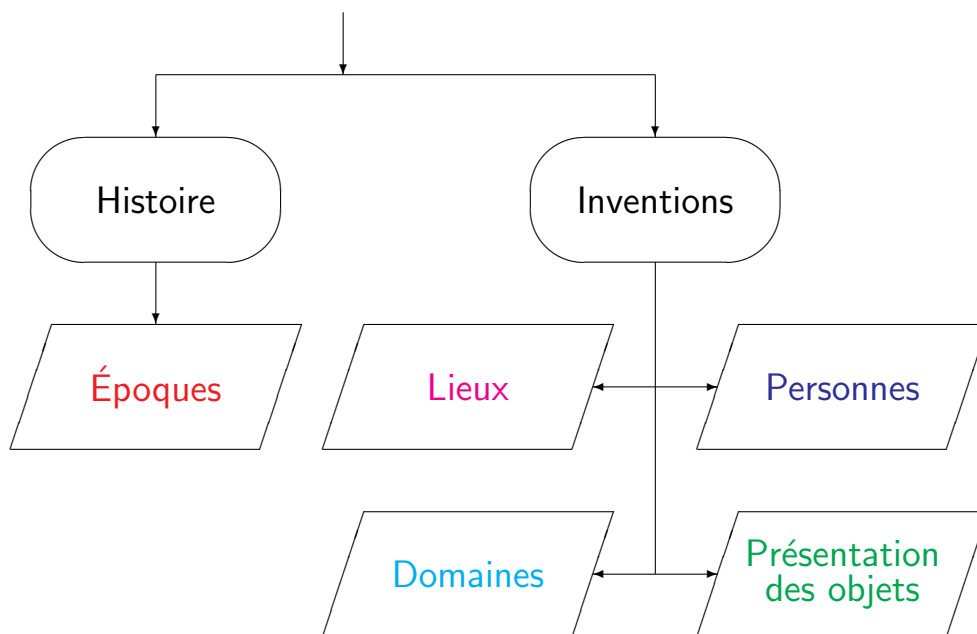 Histoire
Inventions
Époques
Lieux
Personnes
Domaines
Présentation
des objets